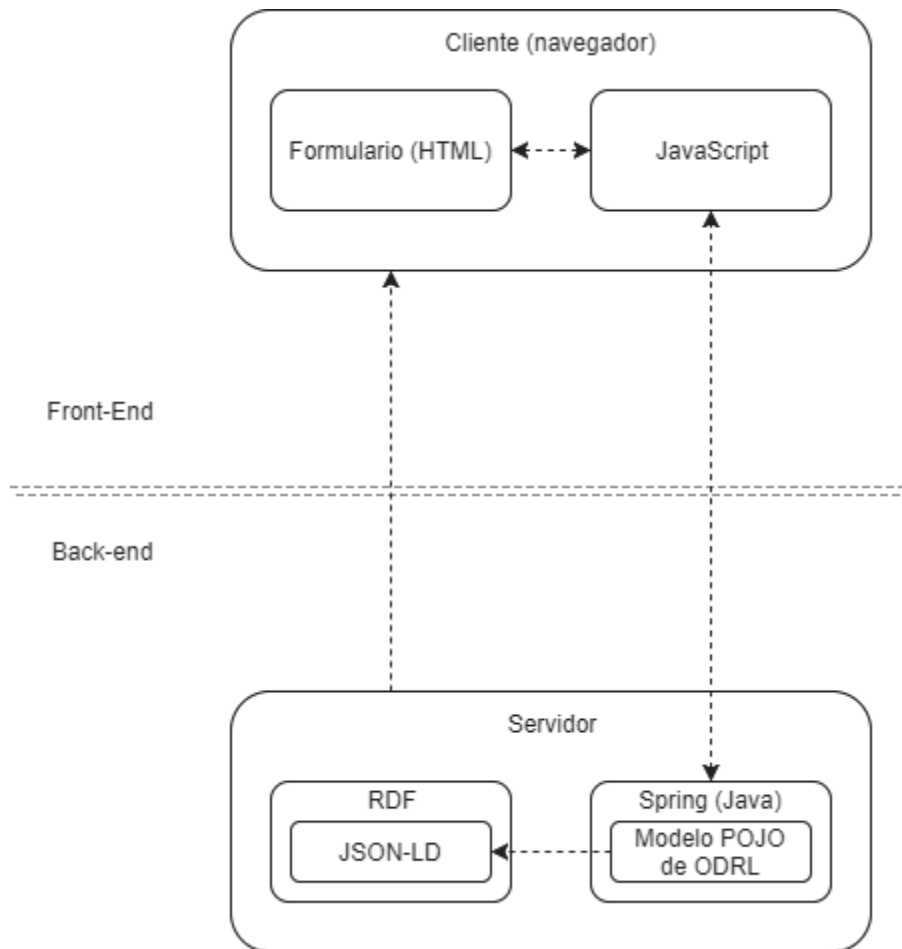 Cliente (navegador)
Formulario (HTML)
JavaScript
Front-End
Back-end
Servidor
RDF
JSON-LD
Spring (Java)
Modelo POJO
de ODRL